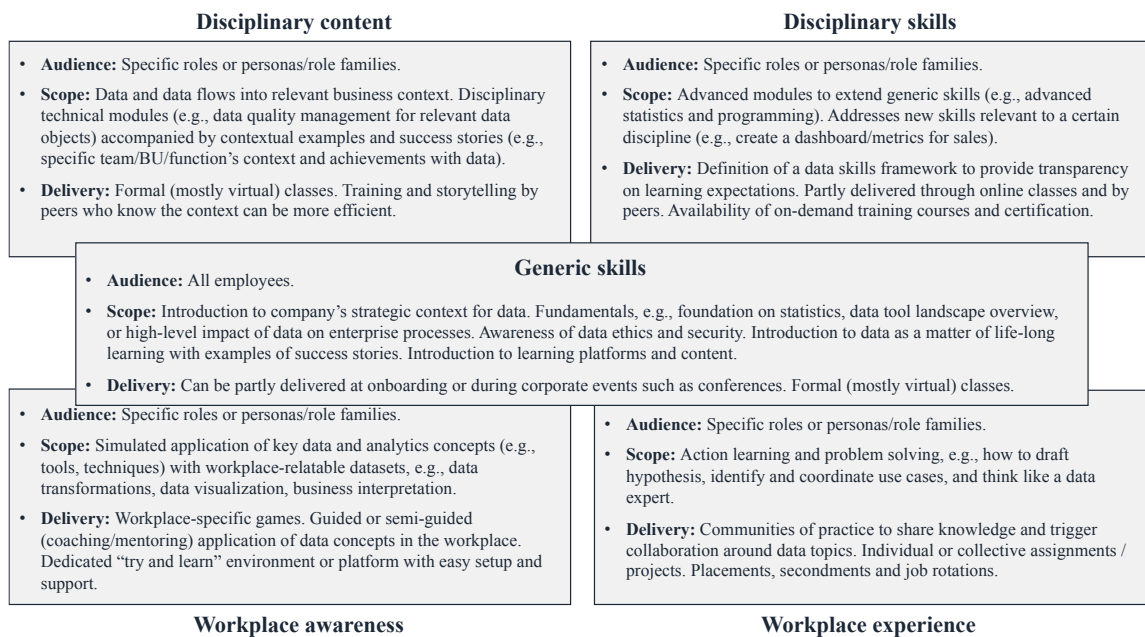 Disciplinary content
• Audience: Specific roles or personas/role families.
• Scope: Data and data flows into relevant business context. Disciplinary
technical modules (e.g., data quality management for relevant data
objects) accompanied by contextual examples and success stories (e.g.,
specific team/BU/function’s context and achievements with data).
• Delivery: Formal (mostly virtual) classes. Training and storytelling by
peers who know the context can be more efficient.
Disciplinary skills
• Audience: Specific roles or personas/role families.
• Scope: Advanced modules to extend generic skills (e.g., advanced
statistics and programming). Addresses new skills relevant to a certain
discipline (e.g., create a dashboard/metrics for sales).
• Delivery: Definition of a data skills framework to provide transparency
on learning expectations. Partly delivered through online classes and by
peers. Availability of on-demand training courses and certification.
Generic skills
• Audience: All employees.
• Scope: Introduction to company’s strategic context for data. Fundamentals, e.g., foundation on statistics, data tool landscape overview,
or high-level impact of data on enterprise processes. Awareness of data ethics and security. Introduction to data as a matter of life-long
learning with examples of success stories. Introduction to learning platforms and content.
• Delivery: Can be partly delivered at onboarding or during corporate events such as conferences. Formal (mostly virtual) classes.
• Audience: Specific roles or personas/role families.
• Scope: Simulated application of key data and analytics concepts (e.g.,
tools, techniques) with workplace-relatable datasets, e.g., data
transformations, data visualization, business interpretation.
• Delivery: Workplace-specific games. Guided or semi-guided
(coaching/mentoring) application of data concepts in the workplace.
Dedicated “try and learn” environment or platform with easy setup and
support.
Workplace awareness
• Audience: Specific roles or personas/role families.
• Scope: Action learning and problem solving, e.g., how to draft
hypothesis, identify and coordinate use cases, and think like a data
expert.
• Delivery: Communities of practice to share knowledge and trigger
collaboration around data topics. Individual or collective assignments /
projects. Placements, secondments and job rotations.
Workplace experience